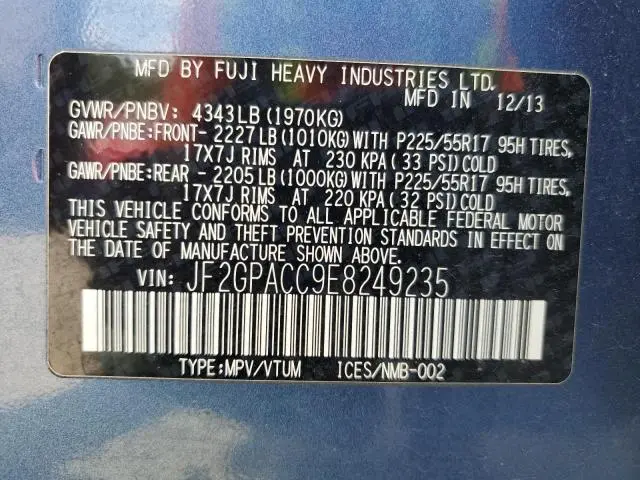 MFD BY FUJI HEAVY INDUSTRIES LTD.
MFD IN 12/13
GVWR/PNBV: 4343LB(1970KG)
GAWR/PNBE:FRONT- 2227LB(1010KG)WITH P225/55R17 95H TIRES,
17X7J RIMS AT 230 KPA(33 PSI)COLD
GAWR/PNBE:REAR - 2205LB(1000KG)WITH P225/55R17 95H TIRES,
17X7J RIMS AT 220 KPA(32 PSI)COLD
THIS VEHICLE CONFORMS TO ALL APPLICABLE FEDERAL MOTOR
VEHICLE SAFETY AND THEFT PREVENTION STANDARDS IN EFFECT ON
THE DATE OF MANUFACTURE SHOWN ABOVE.
VIN: JF2GPACC9E8249235
TYPE:MPV/VTUM ICES/NMB-002